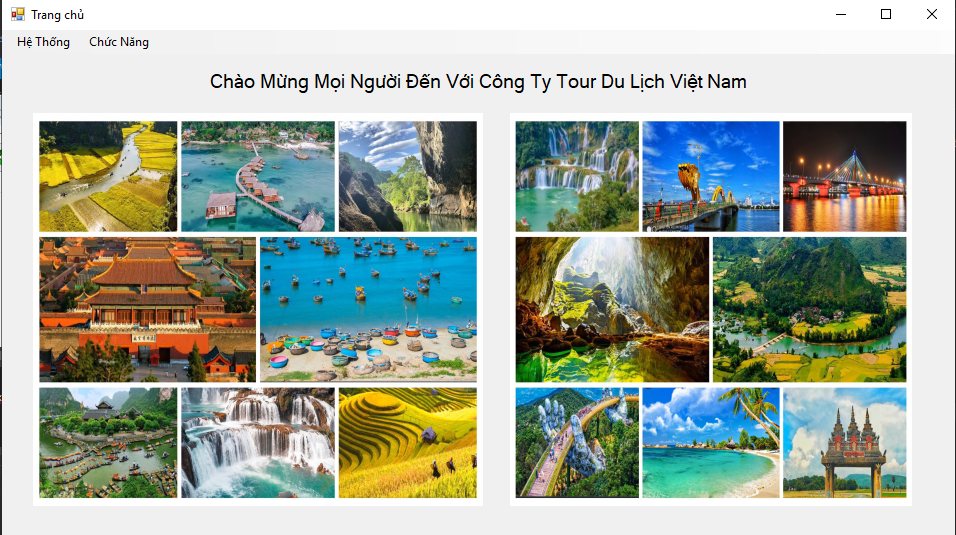 Trang chủ
Hệ Thống Chức Năng
Chào Mừng Mọi Người Đến Với Công Ty Tour Du Lịch Việt Nam